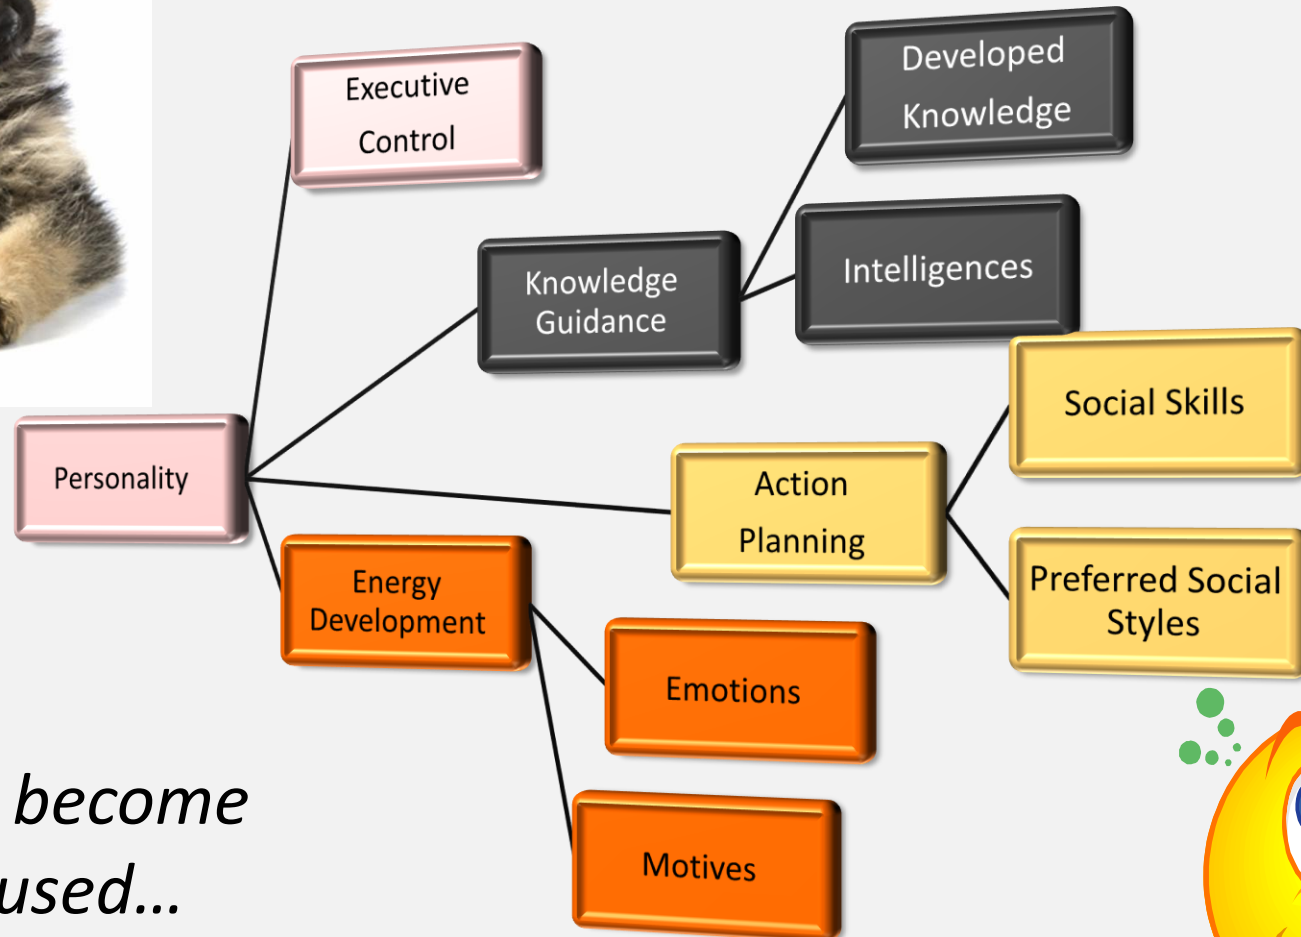 Executive
Control
Developed
Knowledge
Knowledge
Guidance
Intelligences
Personality
Action
Planning
Social Skills
Preferred Social
Styles
Energy
Development
Emotions
Motives
become
used...